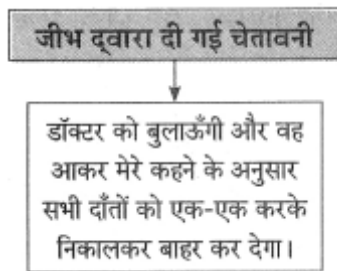 जीभ द्वारा दी गई चेतावनी
डॉक्टर को बुलाऊँगी और वह
आकर मेरे कहने के अनुसार
सभी दाँतों को एक-एक करके
निकालकर बाहर कर देगा।